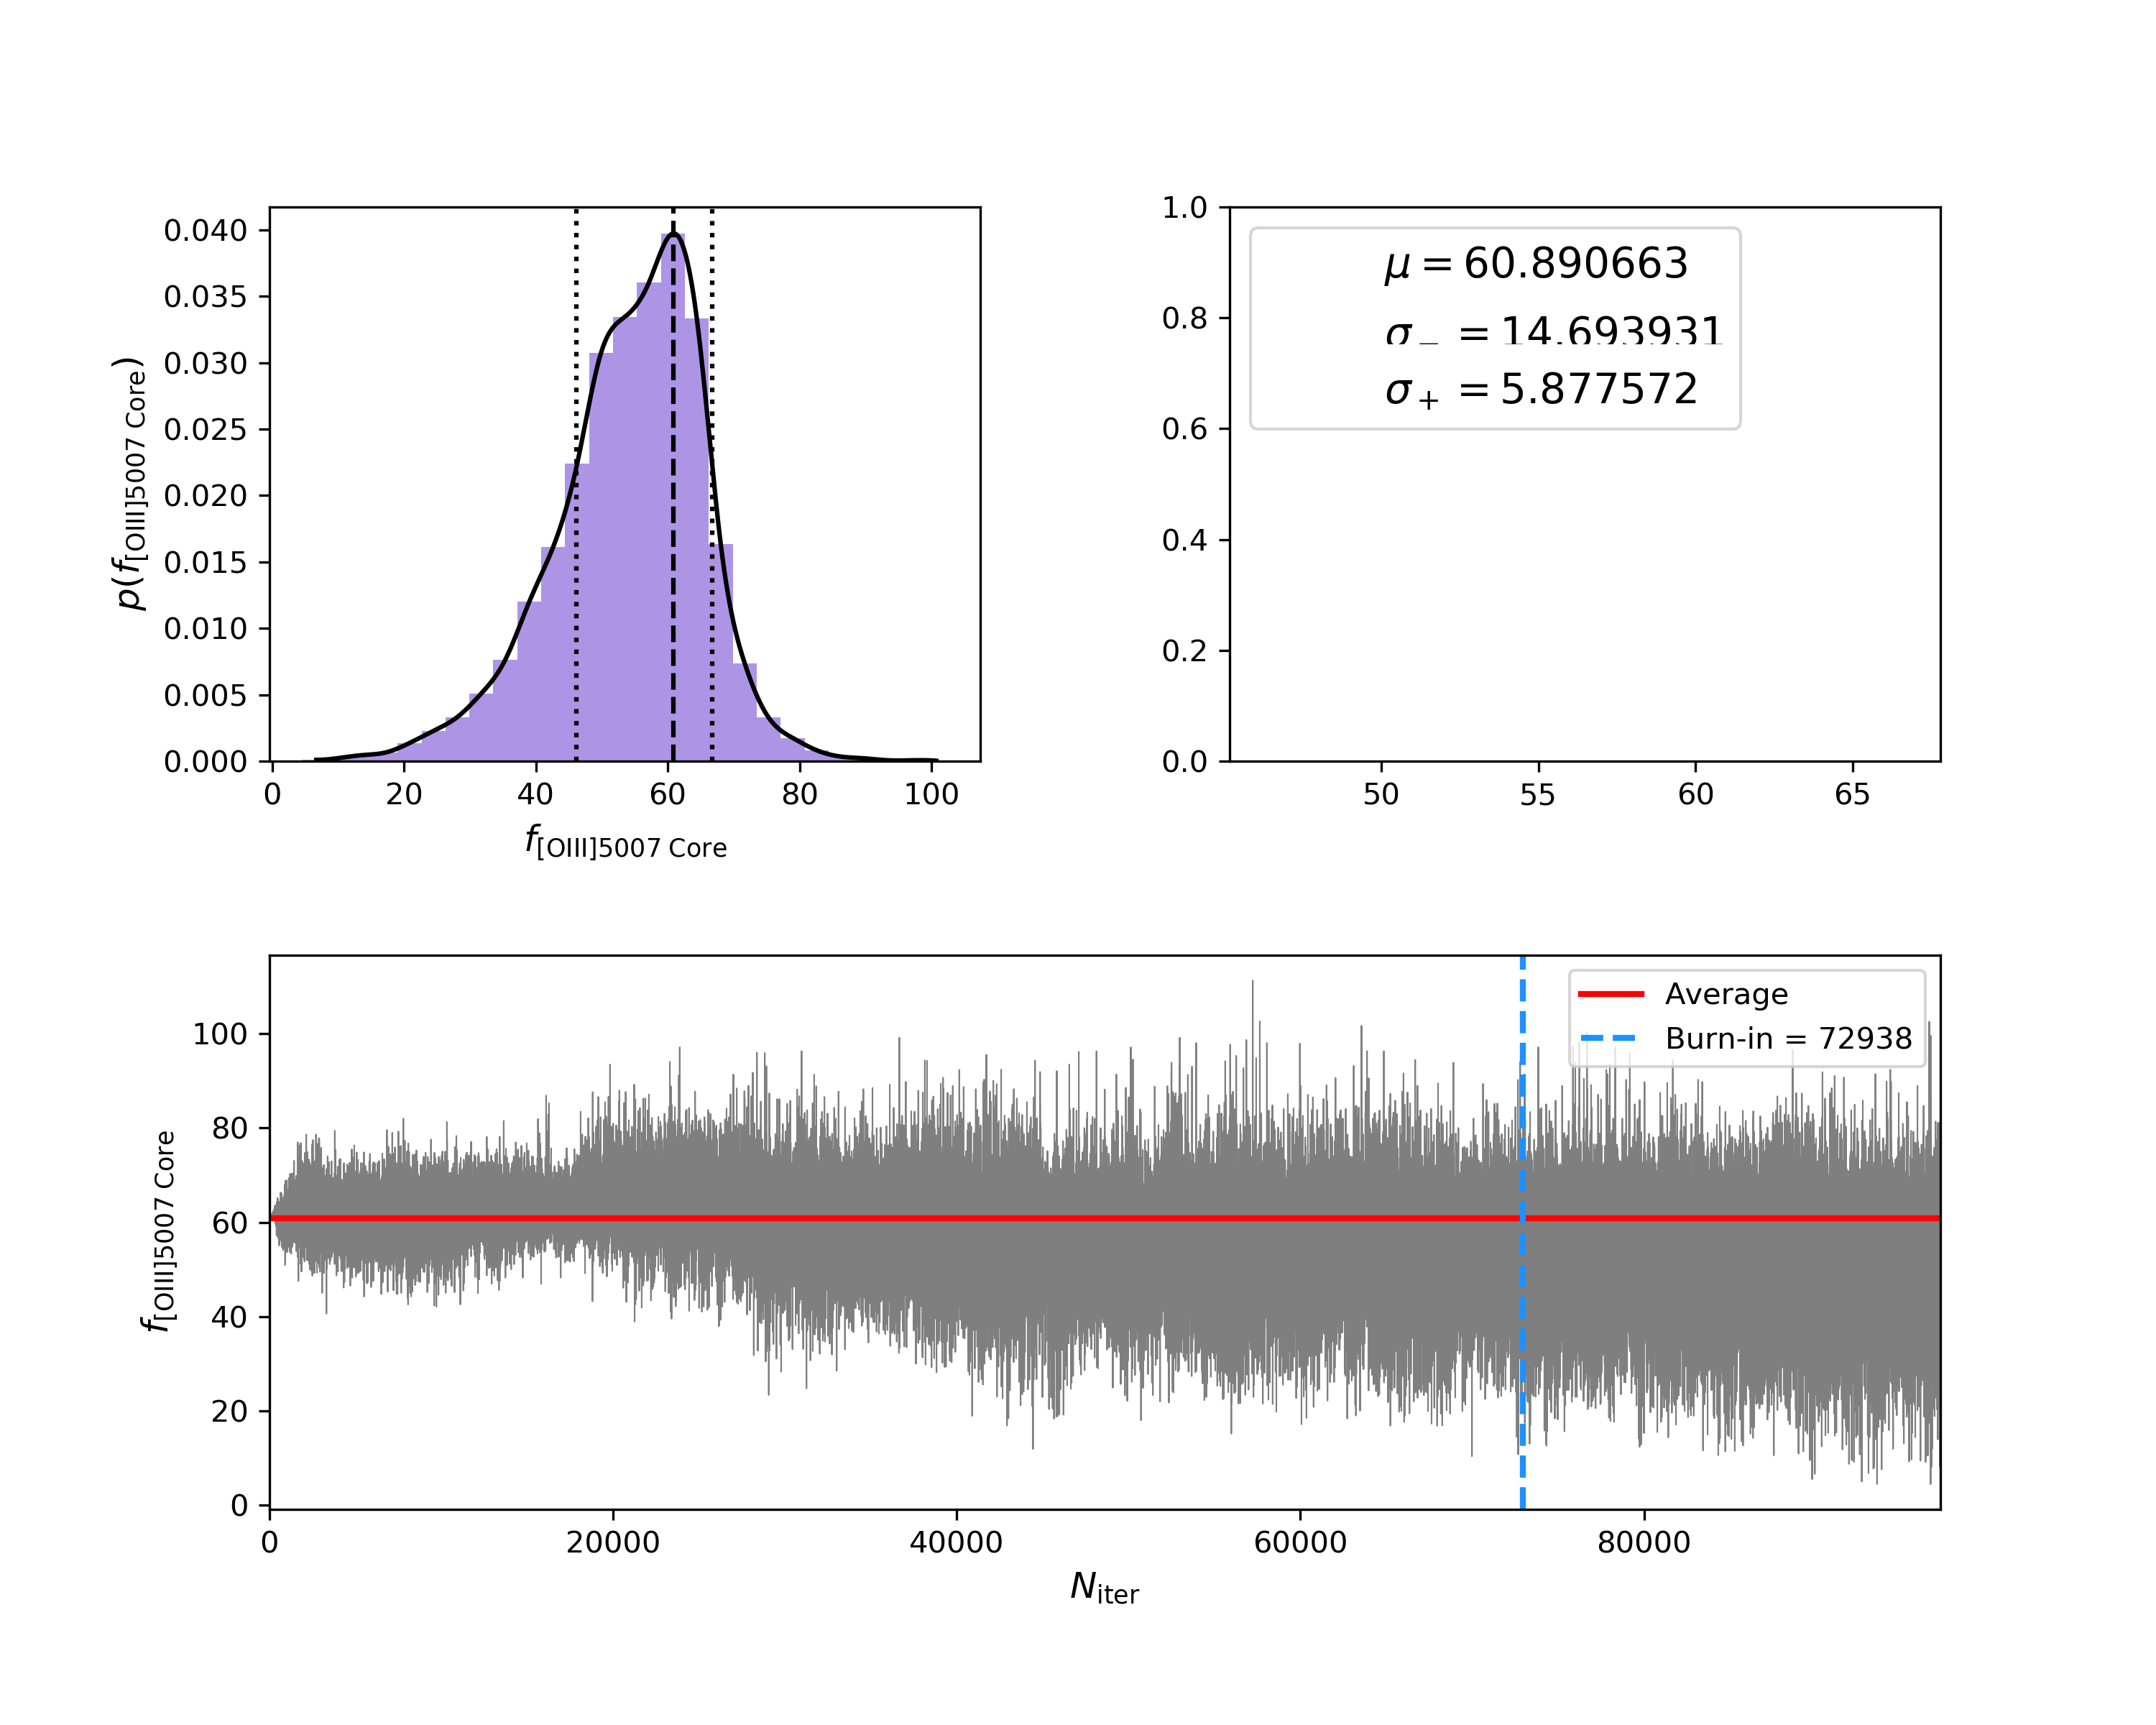 0.040
0.035
0.030
0.025
0.020
0.015
0.010
0.005
0.000
p(f[OIII]5007 Core)
0 20 40 60 80 100
f[OIII]5007 Core
1.0
0.8
0.6
0.4
0.2
0.0
μ = 60.890663
σ− = 14.693931
σ+ = 5.877572
50 55 60 65
100
80
60
40
20
0
f[OIII]5007 Core
Average
Burn-in = 72938
0 20000 40000 60000 80000
Niter